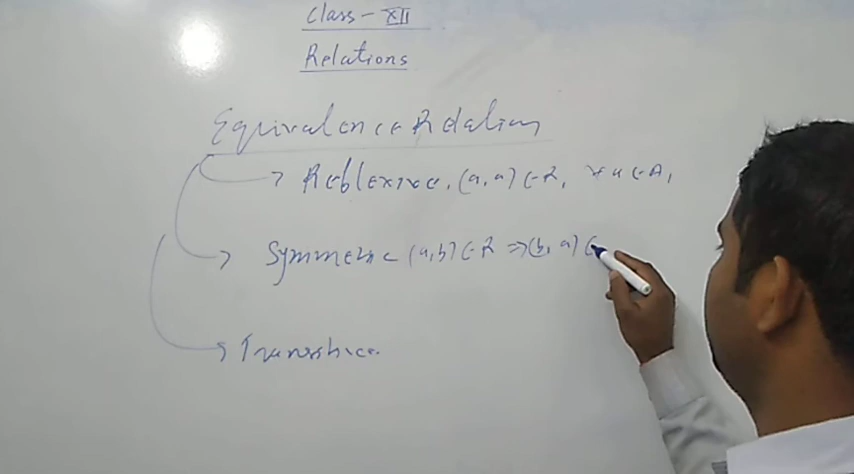 Class - XII
Relations
Equivalence Relation
→ Reflexive, (a, a) ∈ R, ∀ a ∈ A,
→ Symmetric (a, b) ∈ R ⇒ (b, a) ∈
→ Transitive.